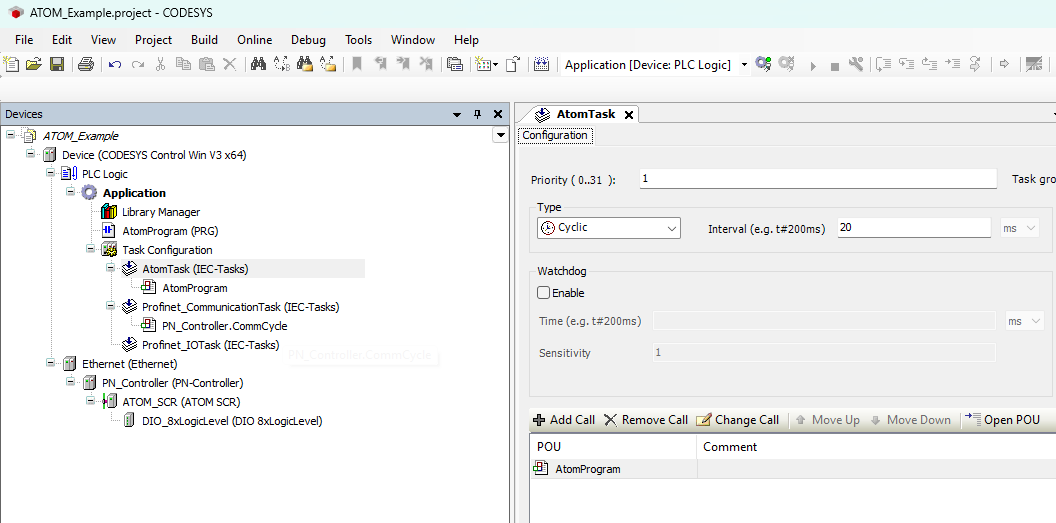 ATOM_Example.project - CODESYS
File Edit View Project Build Online Debug Tools Window Help
Application [Device: PLC Logic]
Devices
AtomTask
Configuration
ATOM_Example
Device (CODESYS Control Win V3 x64)
PLC Logic
Application
Library Manager
AtomProgram (PRG)
Task Configuration
AtomTask (IEC-Tasks)
AtomProgram
Profinet_CommunicationTask (IEC-Tasks)
PN_Controller.CommCycle
Profinet_IOTask (IEC-Tasks)
PN_Controller.CommCycle
Ethernet (Ethernet)
PN_Controller (PN-Controller)
ATOM_SCR (ATOM SCR)
DIO_8xLogicLevel (DIO 8xLogicLevel)
Priority ( 0..31 ): 1 Task gro
Type
Cyclic Interval (e.g. t#200ms) 20 ms
Watchdog
Enable
Time (e.g. t#200ms) ms
Sensitivity 1
Add Call Remove Call Change Call Move Up Move Down Open POU
POU Comment
AtomProgram